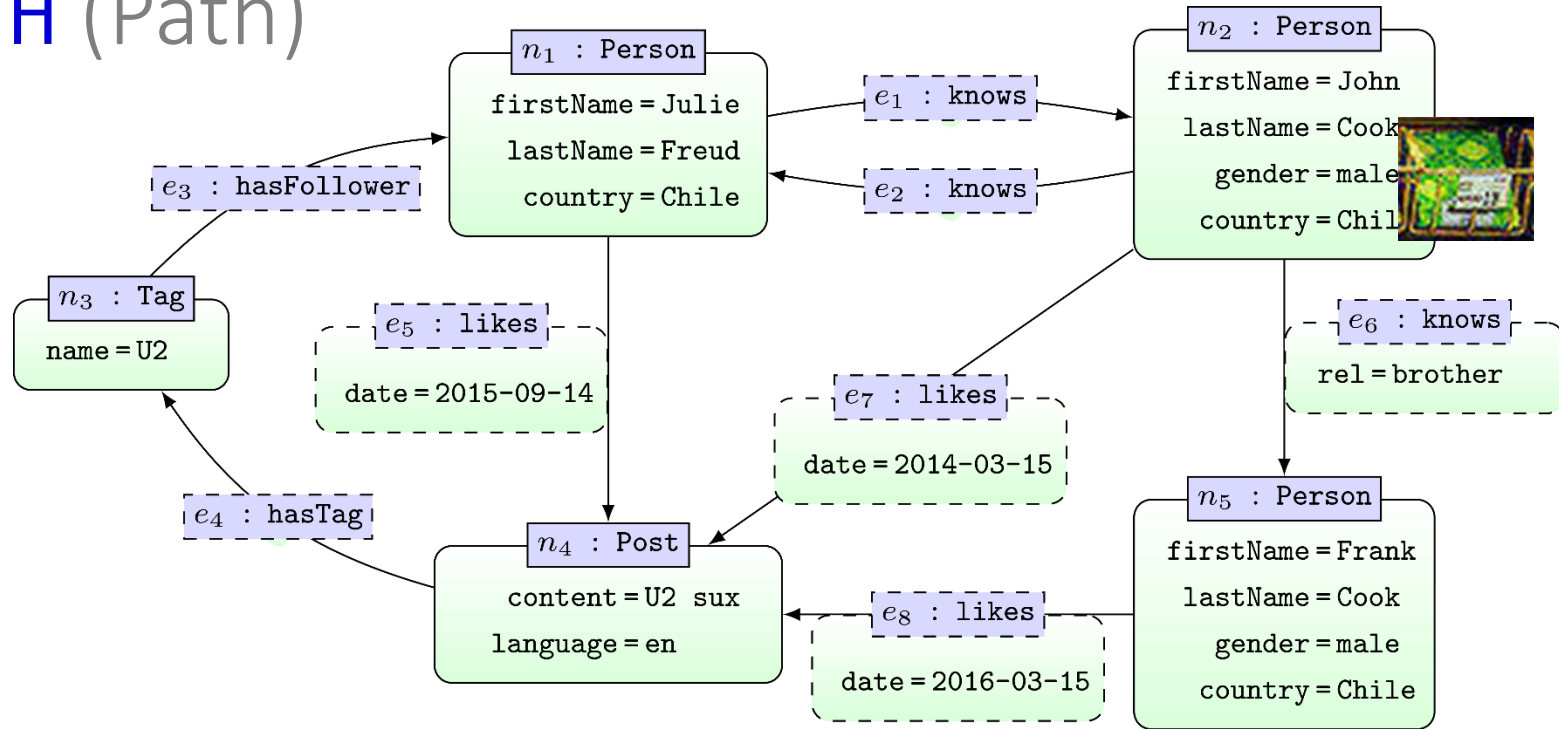 H (Path)
n1 : Person
firstName = Julie
lastName = Freud
country = Chile
e1 : knows
e2 : knows
n2 : Person
firstName = John
lastName = Cook
gender = male
country = Chil
e3 : hasFollower
n3 : Tag
name = U2
e5 : likes
date = 2015-09-14
e7 : likes
date = 2014-03-15
e6 : knows
rel = brother
e4 : hasTag
n4 : Post
content = U2 sux
language = en
e8 : likes
date = 2016-03-15
n5 : Person
firstName = Frank
lastName = Cook
gender = male
country = Chile